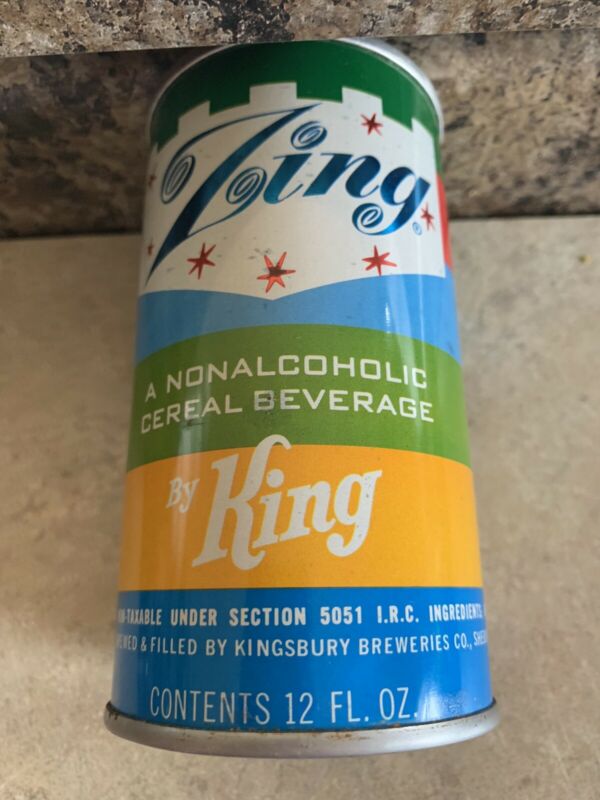 Zing®
A NONALCOHOLIC
CEREAL BEVERAGE
By King
-TAXABLE UNDER SECTION 5051 I.R.C. INGREDIENTS
& FILLED BY KINGSBURY BREWERIES CO.,
CONTENTS 12 FL. OZ.